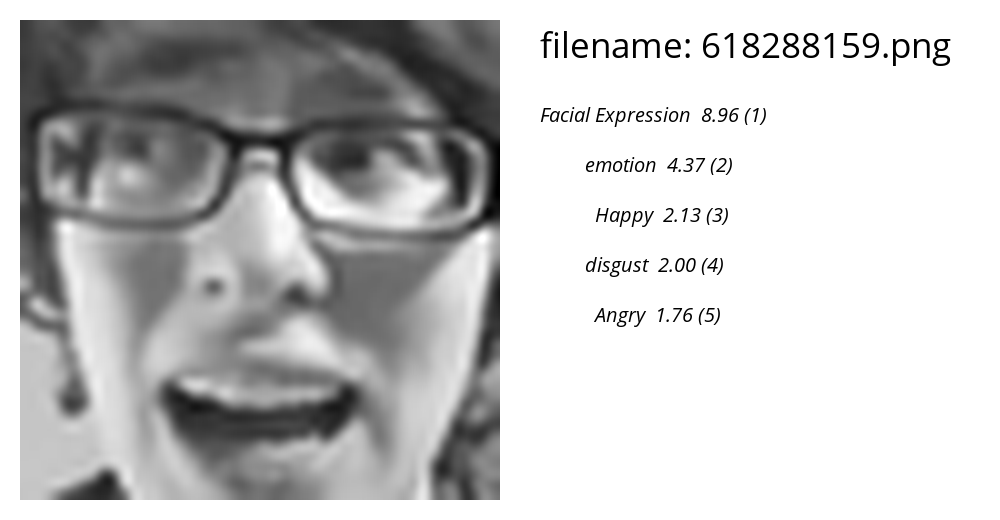 filename: 618288159.png
Facial Expression 8.96 (1)
emotion 4.37 (2)
Happy 2.13 (3)
disgust 2.00 (4)
Angry 1.76 (5)